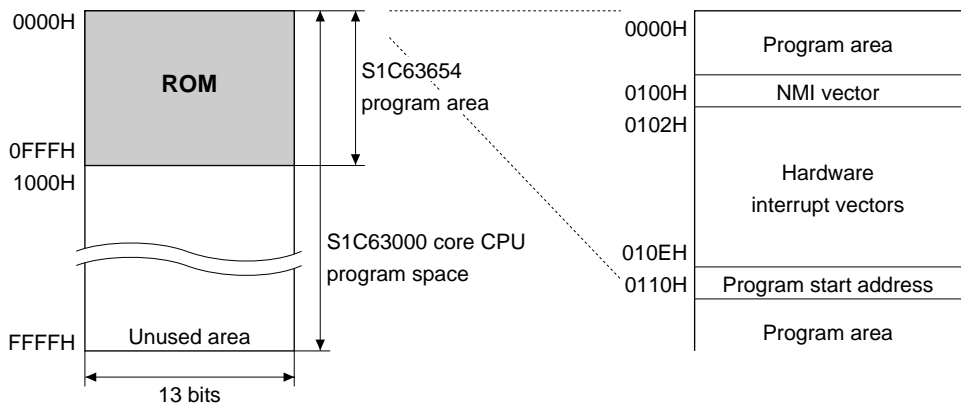 0000H
ROM
0FFFH
1000H
S1C63654
program area
S1C63000 core CPU
program space
FFFFH
Unused area
13 bits
0000H
Program area
0100H
NMI vector
0102H
Hardware
interrupt vectors
010EH
0110H
Program start address
Program area